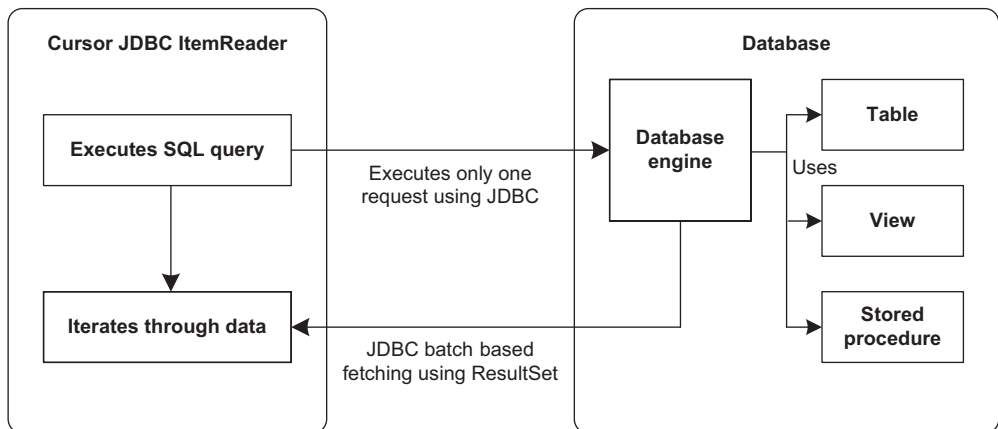 Cursor JDBC ItemReader
Executes SQL query
Iterates through data
Executes only one
request using JDBC
JDBC batch based
fetching using ResultSet
Database
Database
engine
Uses
Table
View
Stored
procedure